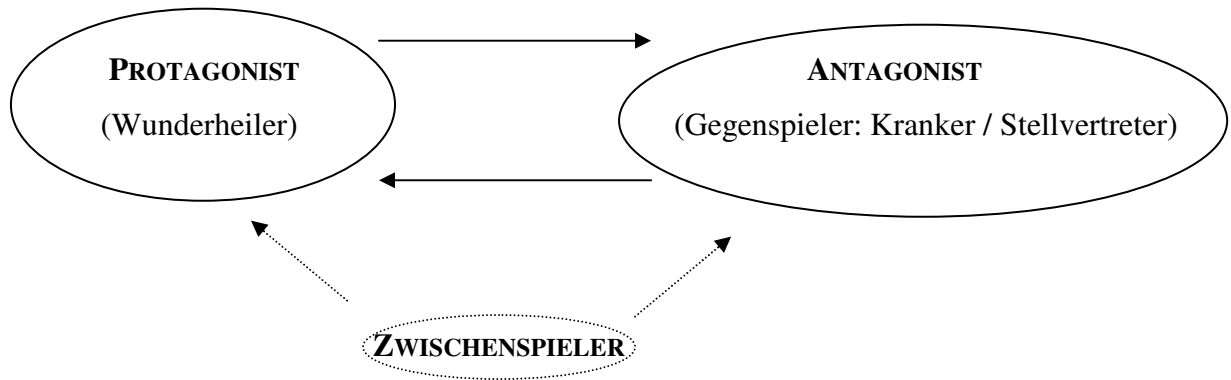 PROTAGONIST
(Wunderheiler)
ANTAGONIST
(Gegenspieler: Kranker / Stellvertreter)
ZWISCHENSPIELER